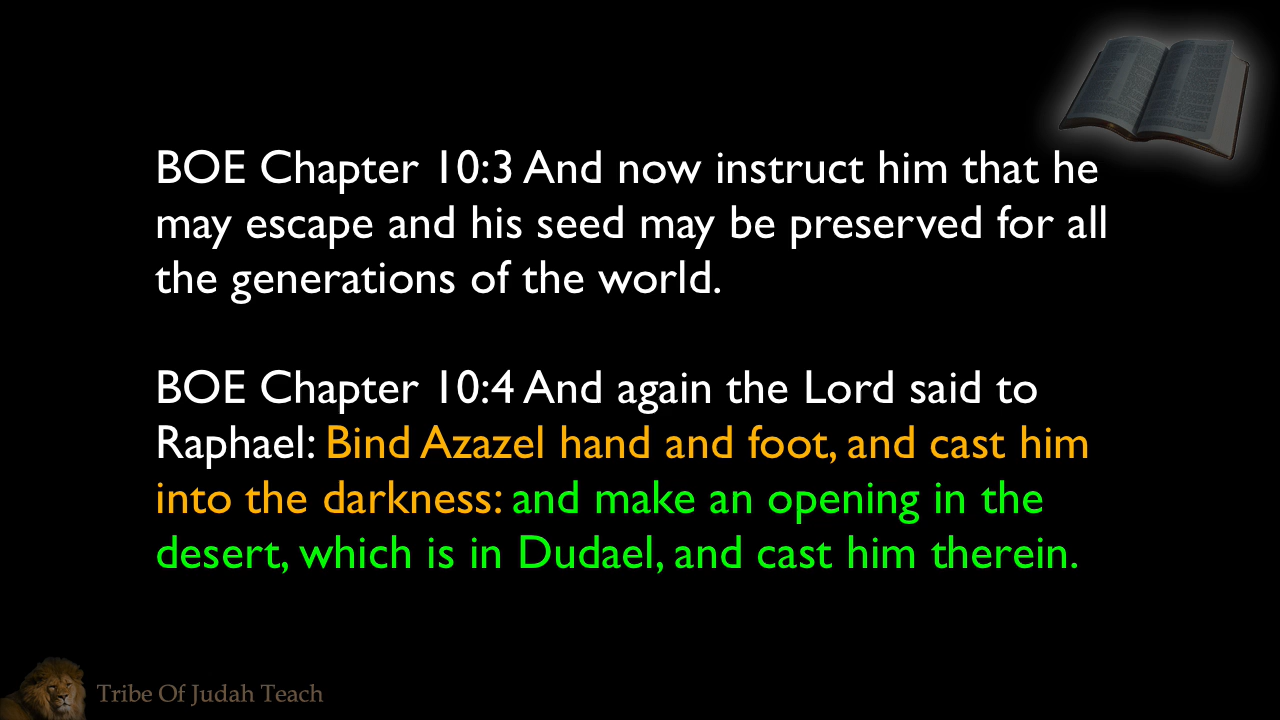 BOE Chapter 10:3 And now instruct him that he
may escape and his seed may be preserved for all
the generations of the world.
BOE Chapter 10:4 And again the Lord said to
Raphael: Bind Azazel hand and foot, and cast him
into the darkness: and make an opening in the
desert, which is in Dudael, and cast him therein.
Tribe Of Judah Teach